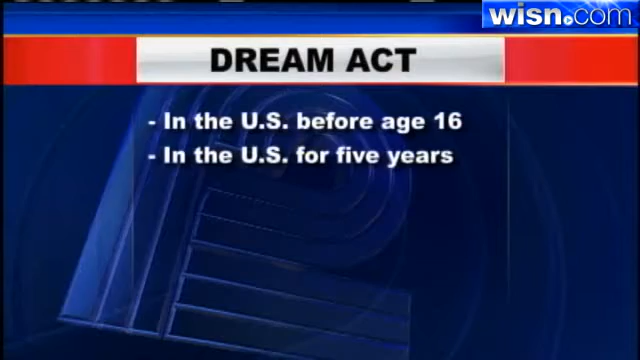 wisn.com
DREAM ACT
- In the U.S. before age 16
- In the U.S. for five years